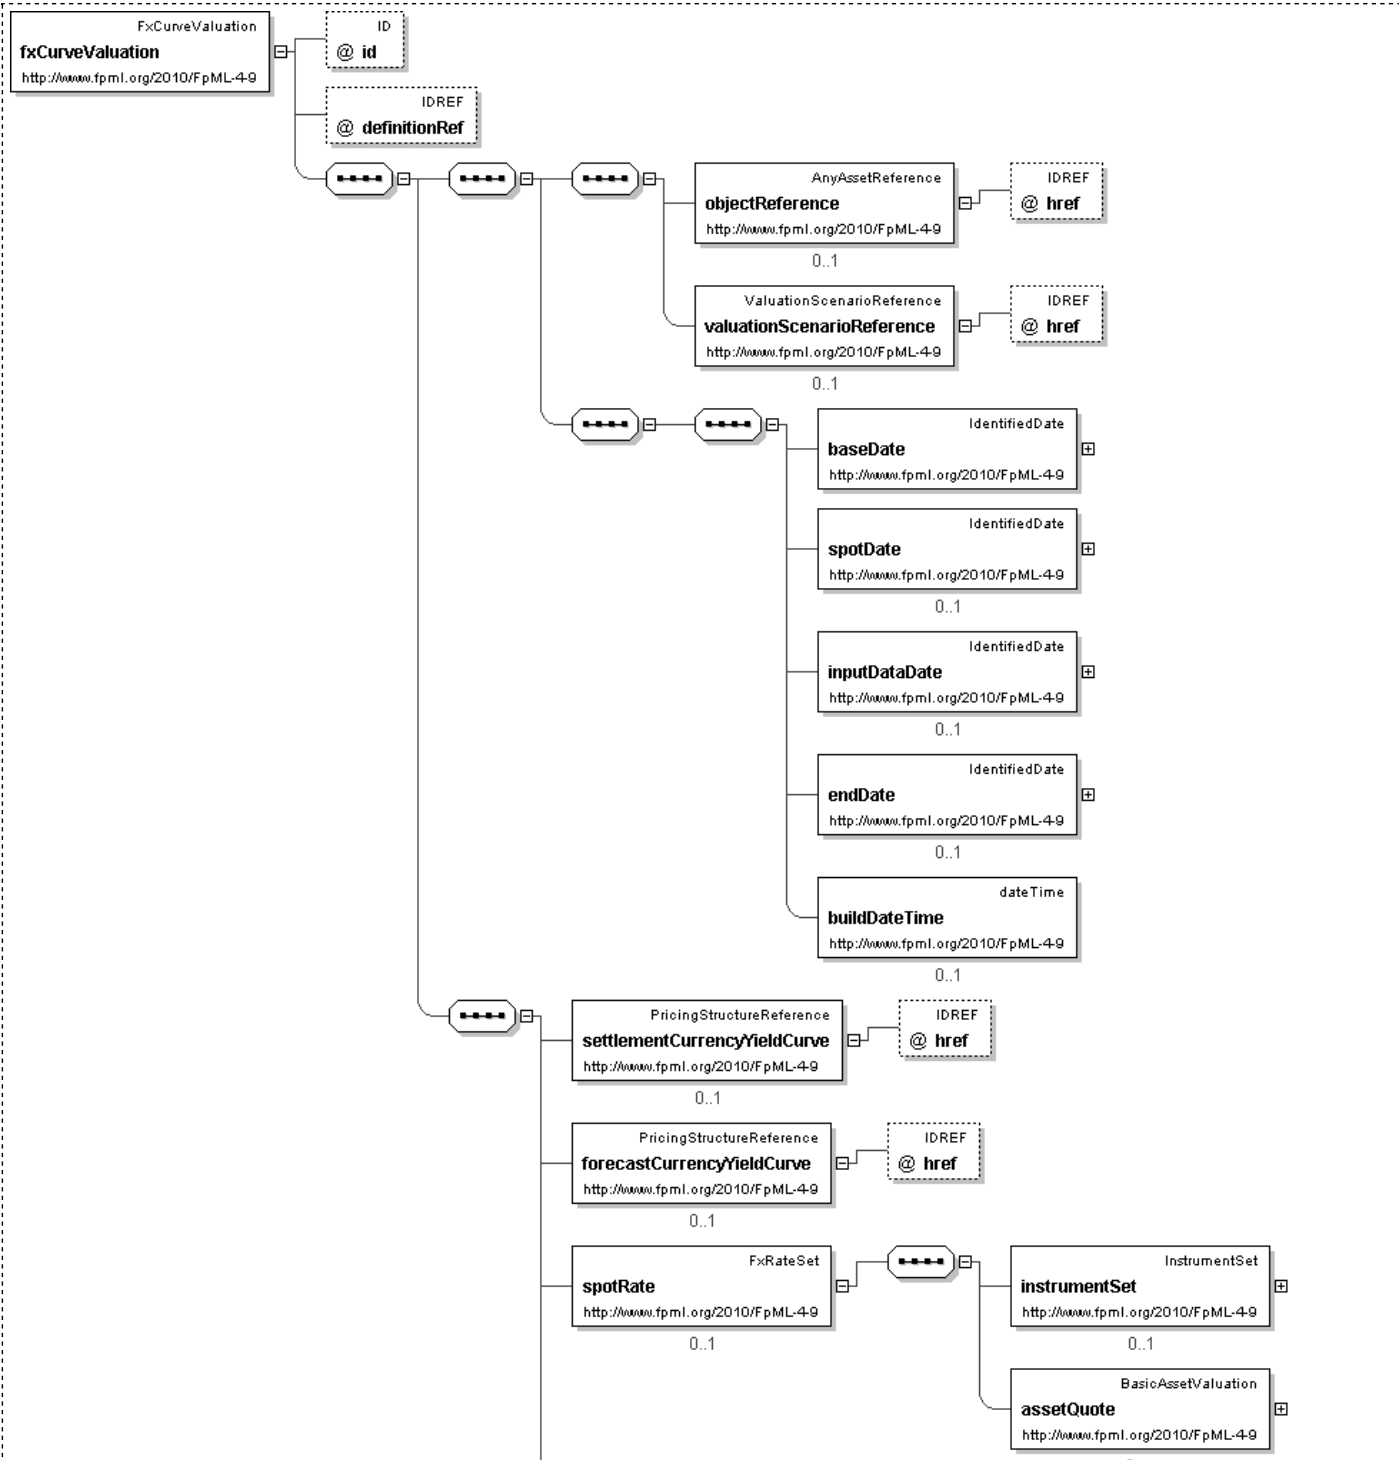 FxCurveValuation
fxCurveValuation
http://www.fpml.org/2010/FpML-4-9
ID
@ id
IDREF
@ definitionRef
AnyAssetReference
objectReference
http://www.fpml.org/2010/FpML-4-9
0..1
IDREF
@ href
ValuationScenarioReference
valuationScenarioReference
http://www.fpml.org/2010/FpML-4-9
0..1
IDREF
@ href
IdentifiedDate
baseDate
http://www.fpml.org/2010/FpML-4-9
IdentifiedDate
spotDate
http://www.fpml.org/2010/FpML-4-9
0..1
IdentifiedDate
inputDataDate
http://www.fpml.org/2010/FpML-4-9
0..1
IdentifiedDate
endDate
http://www.fpml.org/2010/FpML-4-9
0..1
dateTime
buildDateTime
http://www.fpml.org/2010/FpML-4-9
0..1
PricingStructureReference
settlementCurrencyYieldCurve
http://www.fpml.org/2010/FpML-4-9
0..1
IDREF
@ href
PricingStructureReference
forecastCurrencyYieldCurve
http://www.fpml.org/2010/FpML-4-9
0..1
IDREF
@ href
FxRateSet
spotRate
http://www.fpml.org/2010/FpML-4-9
0..1
InstrumentSet
instrumentSet
http://www.fpml.org/2010/FpML-4-9
0..1
BasicAssetValuation
assetQuote
http://www.fpml.org/2010/FpML-4-9